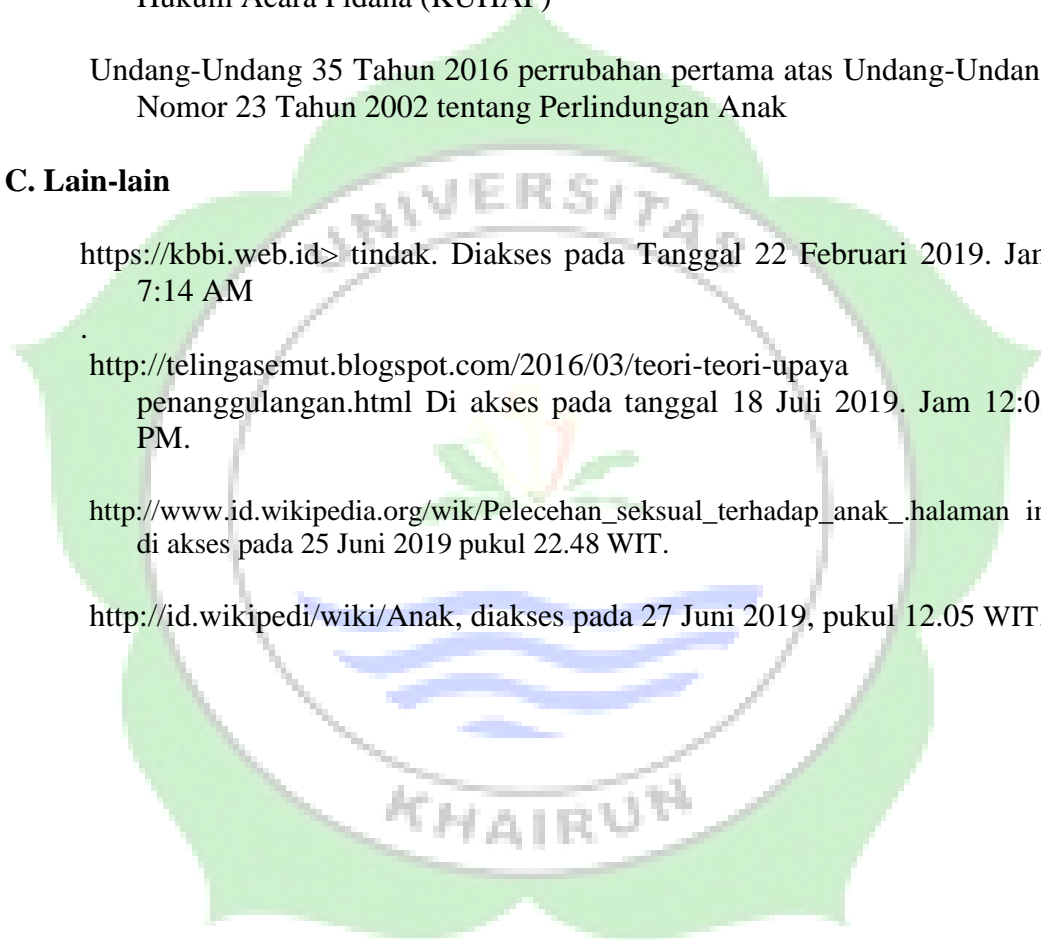 Hukum Acara Pidana (KUHAP)
Undang-Undang 35 Tahun 2016 perrubahan pertama atas Undang-Undan
Nomor 23 Tahun 2002 tentang Perlindungan Anak
C. Lain-lain
https://kbbi.web.id> tindak. Diakses pada Tanggal 22 Februari 2019. Jam
7:14 AM
.
http://telingasemut.blogspot.com/2016/03/teori-teori-upaya
penanggulangan.html Di akses pada tanggal 18 Juli 2019. Jam 12:0
PM.
http://www.id.wikipedia.org/wik/Pelecehan_seksual_terhadap_anak_.halaman in
di akses pada 25 Juni 2019 pukul 22.48 WIT.
http://id.wikipedi/wiki/Anak, diakses pada 27 Juni 2019, pukul 12.05 WIT.
UNIVERSITAS
KHAIRUN